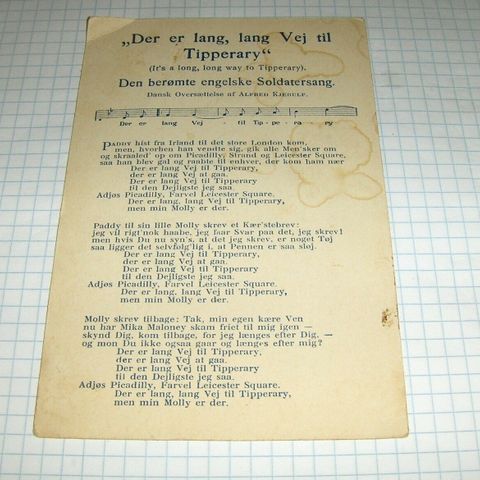 „Der er lang, lang Vej til
Tipperary“
(It's a long, long way to Tipperary).
Den berømte engelske Soldatersang.
Dansk Oversættelse af Alfred Kjerulf.
Der er lang Vej - til Tip - pe - ra - ry
Paddy hist fra Irland til det store London kom,
men, hvorhen han vendte sig, gik alle Men'sker om
og skraaled' op om Picadilly, Strand og Leicester Square,
saa han blev gal og raabte til enhver, der kom ham nær
Der er lang Vej til Tipperary,
der er lang Vej at gaa.
Der er lang Vej til Tipperary
til den Dejligste jeg saa.
Adjøs Picadilly, Farvel Leicester Square.
Der er lang, lang Vej til Tipperary,
men min Molly er der.
Paddy til sin lille Molly skrev et Kær'stebrev:
jeg vil rigt'nok haabe, jeg faar Svar paa det, jeg skrev!
men hvis Du nu syn's, at det jeg skrev, er noget Tøj
saa ligger det selvfølg'lig i, at Pennen er saa sløj.
Der er lang Vej til Tipperary,
der er lang Vej at gaa.
Der er lang Vej til Tipperary
til den Dejligste jeg saa.
Adjøs Picadilly, Farvel Leicester Square.
Der er lang, lang Vej til Tipperary,
men min Molly er der.
Molly skrev tilbage: Tak, min egen kære Ven
nu har Mika Maloney skam friet til mig igen —
skynd Dig, kom tilbage, for jeg længes efter Dig. —
og mon Du ikke ogsaa gaar og længes efter mig?
Der er lang Vej til Tipperary,
der er lang Vej at gaa.
Der er lang Vej til Tipperary
til den Dejligste jeg saa.
Adjøs Picadilly, Farvel Leicester Square.
Der er lang, lang Vej til Tipperary,
men min Molly er der.